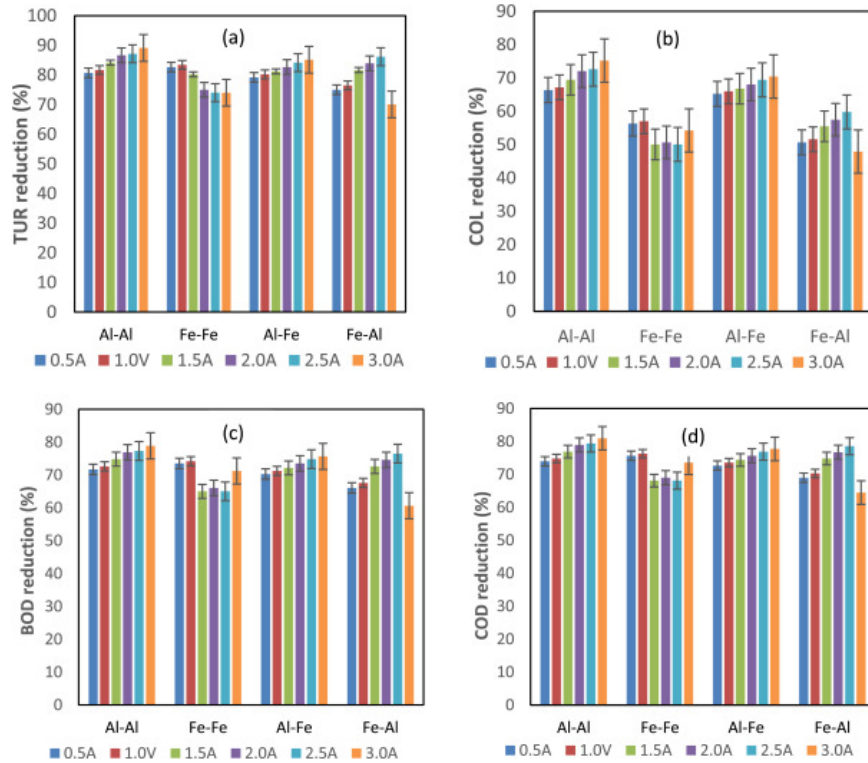 (a)
TUR reduction (%)
100
90
80
70
60
50
40
30
20
10
0
Al-Al Fe-Fe Al-Fe Fe-Al
0.5A 1.0V 1.5A 2.0A 2.5A 3.0A
(b)
COL reduction (%)
90
80
70
60
50
40
30
20
10
0
Al-Al Fe-Fe Al-Fe Fe-Al
0.5A 1.0V 1.5A 2.0A 2.5A 3.0A
(c)
BOD reduction (%)
90
80
70
60
50
40
30
20
10
0
Al-Al Fe-Fe Al-Fe Fe-Al
0.5A 1.0V 1.5A 2.0A 2.5A 3.0A
(d)
COD reduction (%)
90
80
70
60
50
40
30
20
10
0
Al-Al Fe-Fe Al-Fe Fe-Al
0.5A 1.0V 1.5A 2.0A 2.5A 3.0A